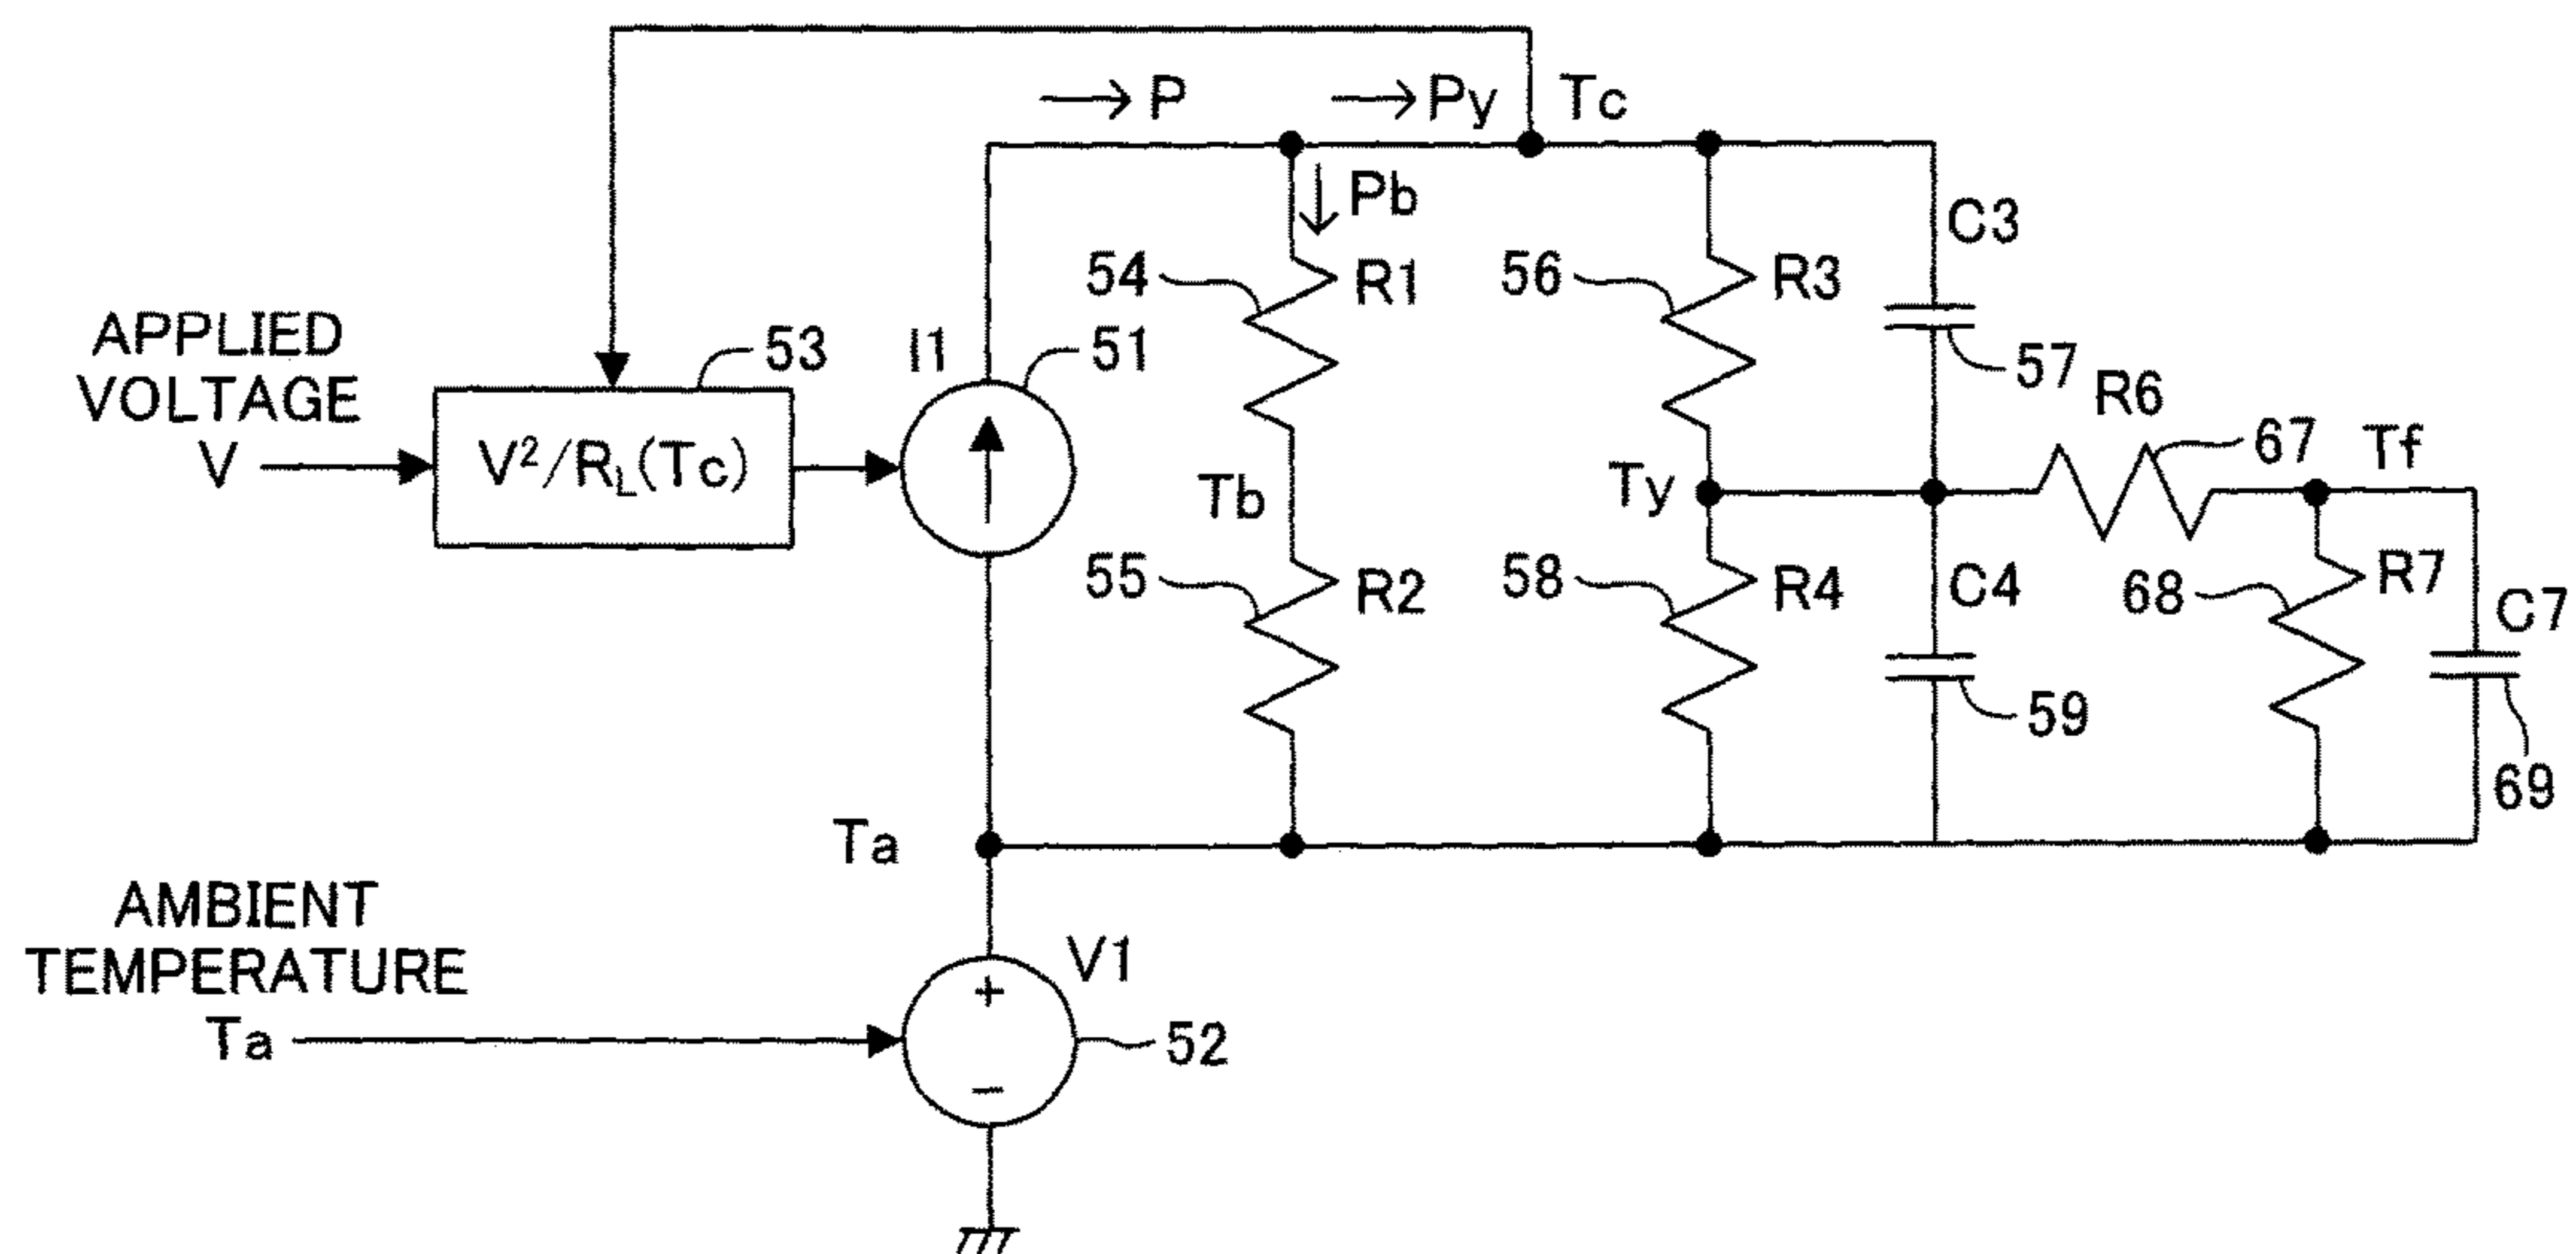 P
Py
Tc
Pb
C3
54
R1
56
R3
APPLIED
VOLTAGE
V
53
I1
51
57
R6
V²/R_L(Tc)
67
Tf
Tb
Ty
55
R2
58
R4
C4
68
R7
C7
59
69
Ta
AMBIENT
TEMPERATURE
Ta
V1
+
−
52